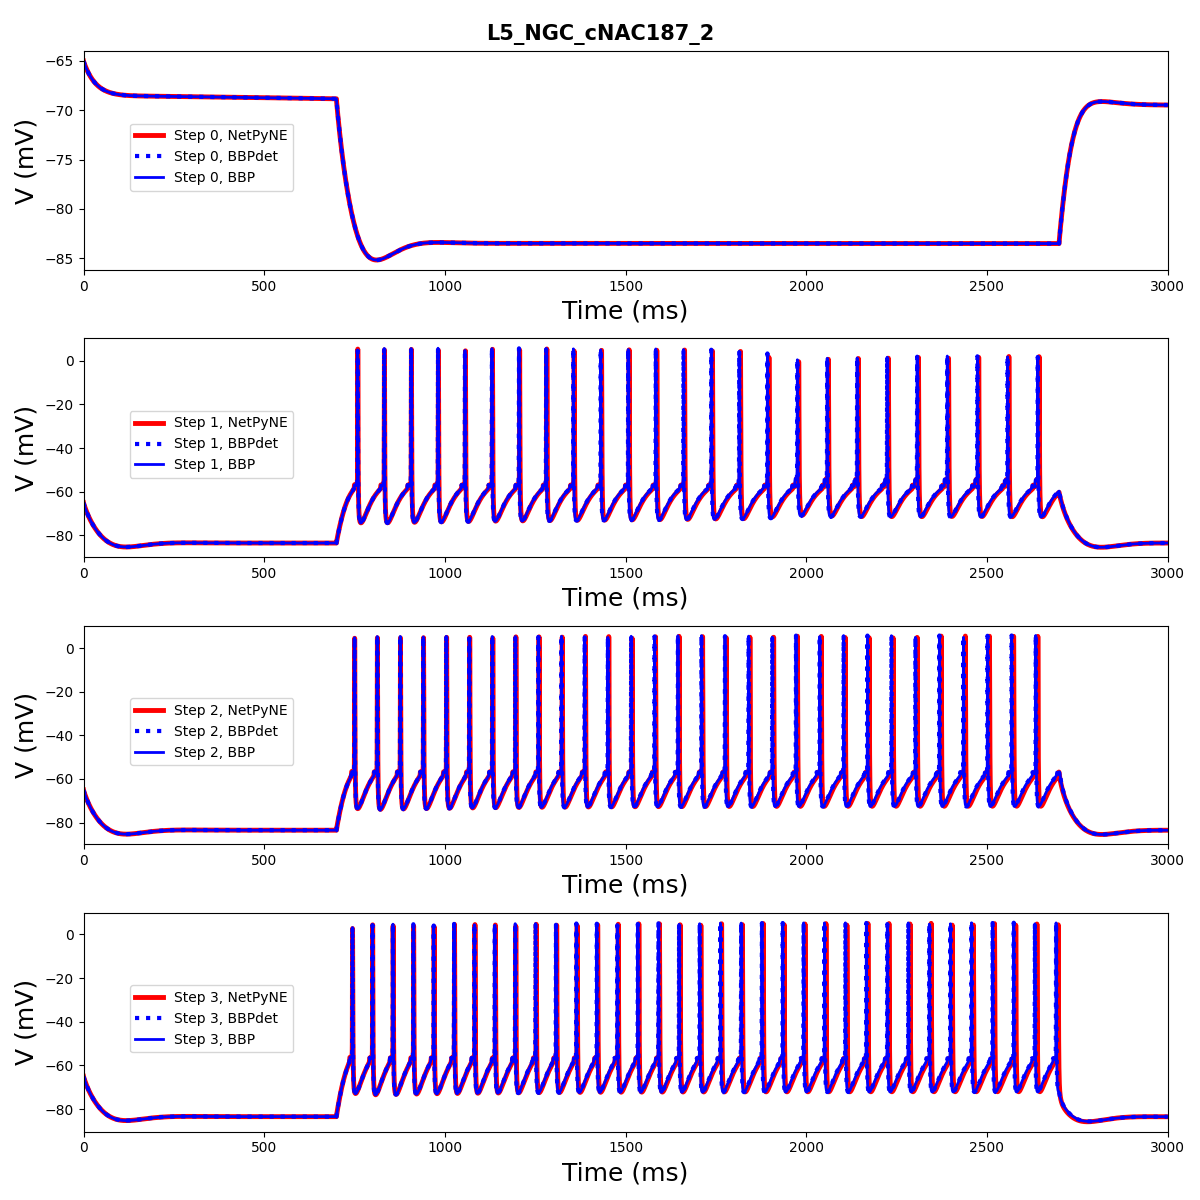 L5_NGC_cNAC187_2
−65
−70
−75
−80
−85
V (mV)
Step 0, NetPyNE
Step 0, BBPdet
Step 0, BBP
0 500 1000 1500 2000 2500 3000
Time (ms)
0
−20
−40
−60
−80
V (mV)
Step 1, NetPyNE
Step 1, BBPdet
Step 1, BBP
0 500 1000 1500 2000 2500 3000
Time (ms)
0
−20
−40
−60
−80
V (mV)
Step 2, NetPyNE
Step 2, BBPdet
Step 2, BBP
0 500 1000 1500 2000 2500 3000
Time (ms)
0
−20
−40
−60
−80
V (mV)
Step 3, NetPyNE
Step 3, BBPdet
Step 3, BBP
0 500 1000 1500 2000 2500 3000
Time (ms)